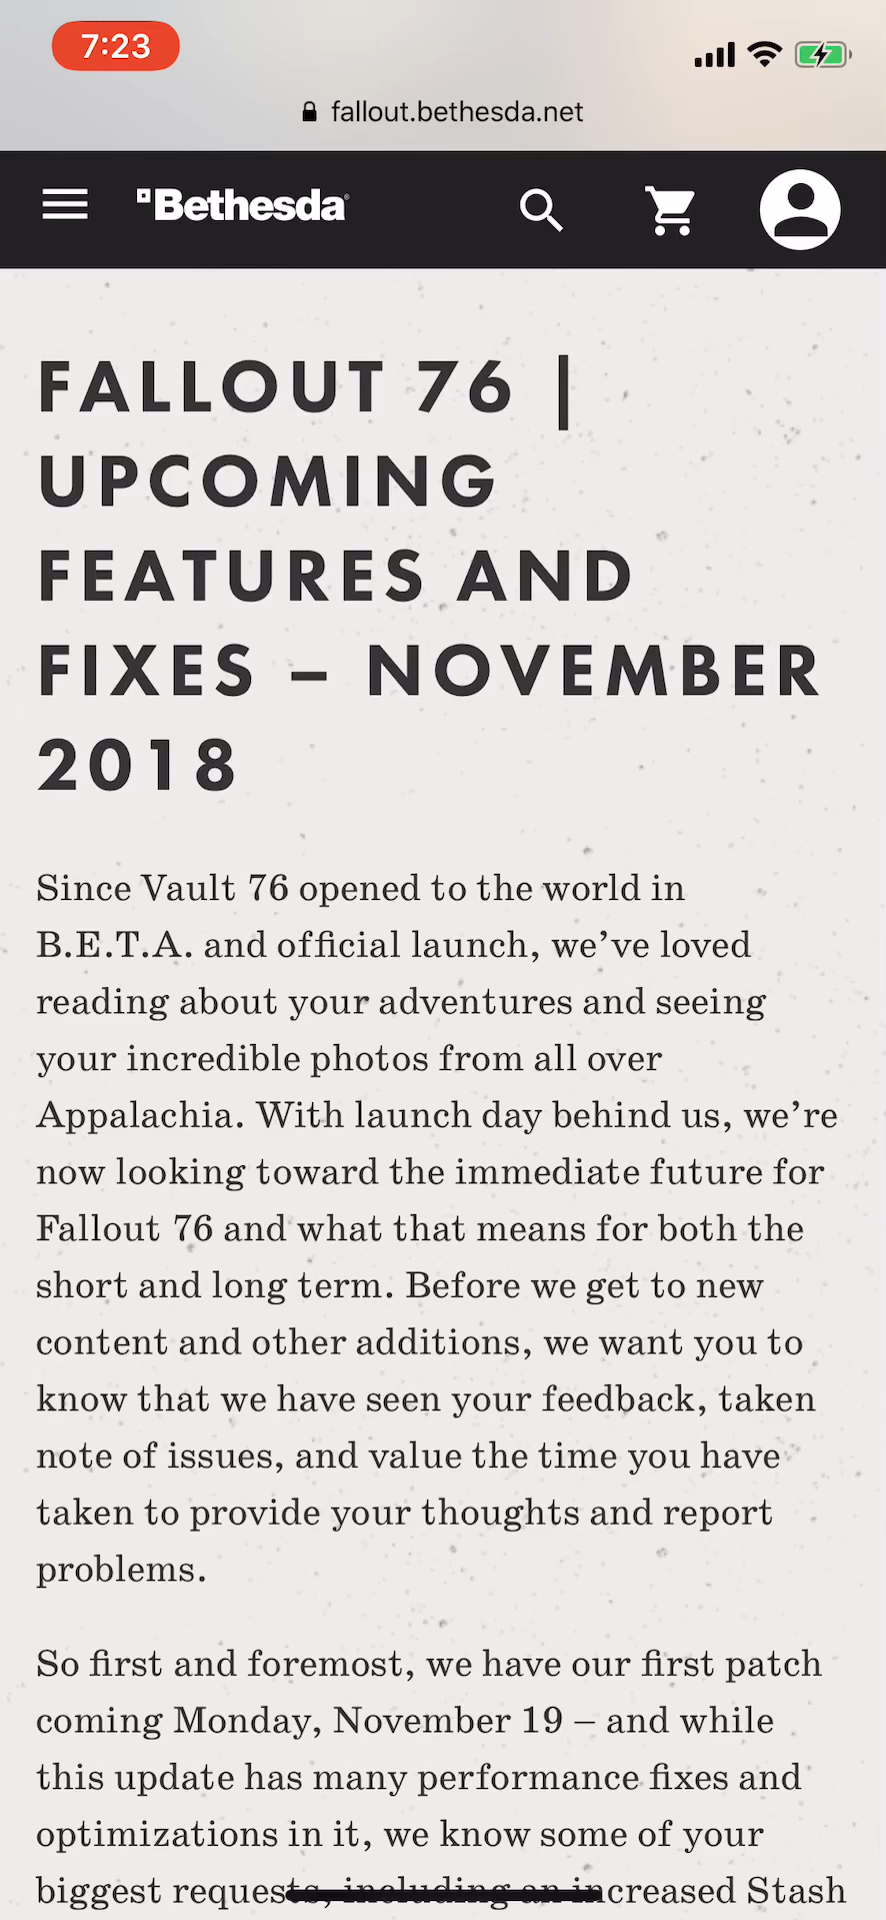 7:23
fallout.bethesda.net
Bethesda
FALLOUT 76 |
UPCOMING
FEATURES AND
FIXES – NOVEMBER
2018
Since Vault 76 opened to the world in
B.E.T.A. and official launch, we’ve loved
reading about your adventures and seeing
your incredible photos from all over
Appalachia. With launch day behind us, we’re
now looking toward the immediate future for
Fallout 76 and what that means for both the
short and long term. Before we get to new
content and other additions, we want you to
know that we have seen your feedback, taken
note of issues, and value the time you have
taken to provide your thoughts and report
problems.
So first and foremost, we have our first patch
coming Monday, November 19 – and while
this update has many performance fixes and
optimizations in it, we know some of your
biggest requests, including an increased Stash